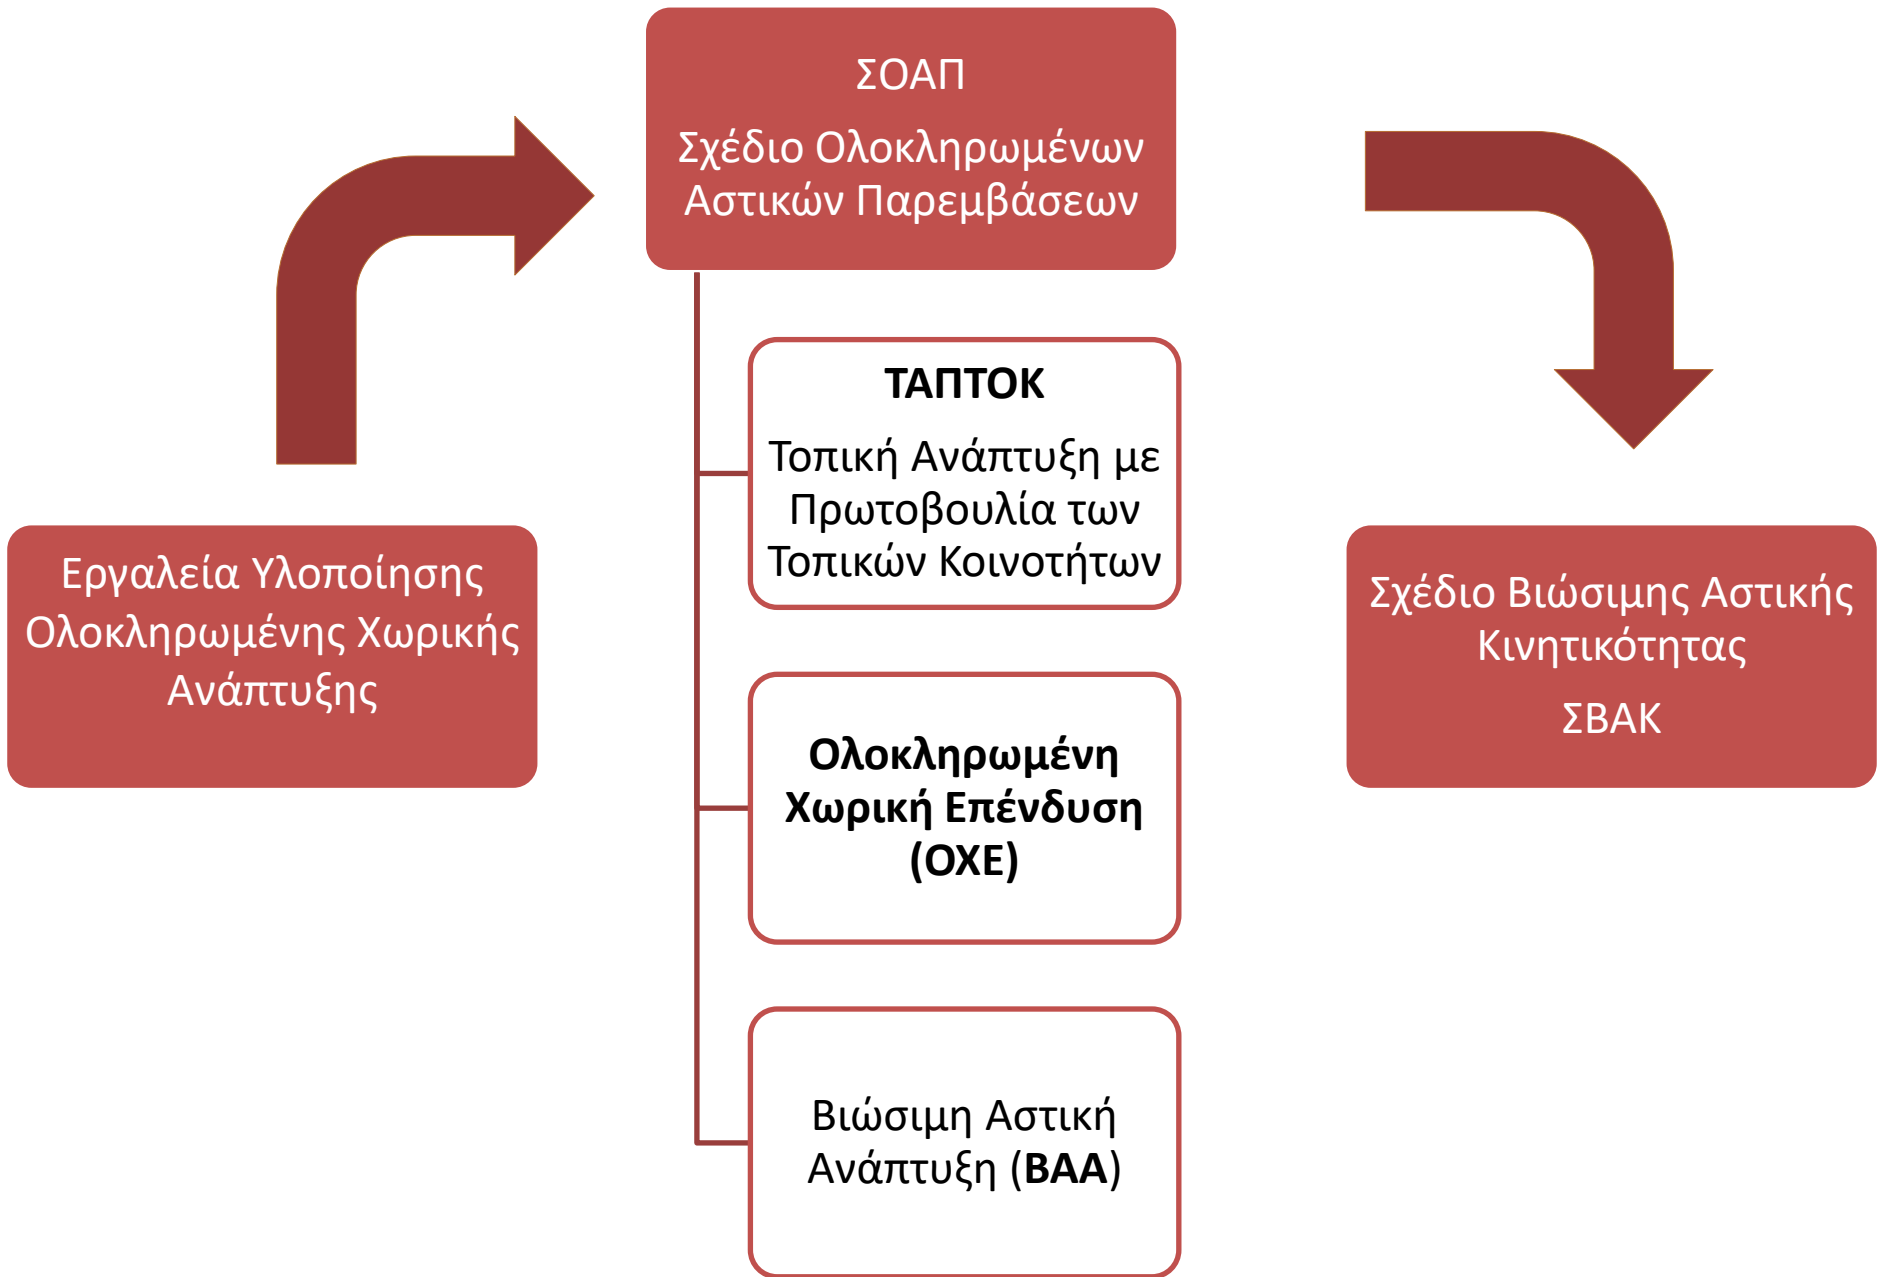 Εργαλεία Υλοποίησης
Ολοκληρωμένης Χωρικής
Ανάπτυξης
ΣΟΑΠ
Σχέδιο Ολοκληρωμένων
Αστικών Παρεμβάσεων
ΤΑΠΤΟΚ
Τοπική Ανάπτυξη με
Πρωτοβουλία των
Τοπικών Κοινοτήτων
Ολοκληρωμένη
Χωρική Επένδυση
(ΟΧΕ)
Βιώσιμη Αστική
Ανάπτυξη (ΒΑΑ)
Σχέδιο Βιώσιμης Αστικής
Κινητικότητας
ΣΒΑΚ